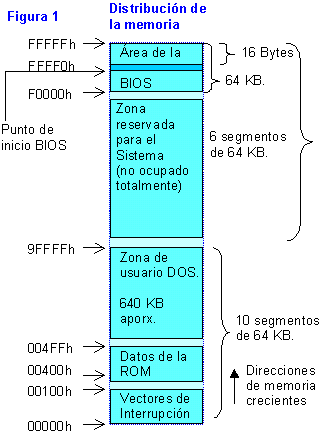 Figura 1
Distribución de
la memoria
FFFFFh
Area de la
16 Bytes
FFFF0h
BIOS
64 KB.
F0000h
Punto de
inicio BIOS
Zona
reservada
para el
Sistema
(no ocupado
totalmente)
6 segmentos
de 64 KB.
9FFFFh
Zona de
usuario DOS.
640 KB
aporx.
10 segmentos
de 64 KB.
004FFh
Datos de la
ROM
00400h
00100h
Vectores de
Interrupción
00000h
Direcciones
de memoria
crecientes